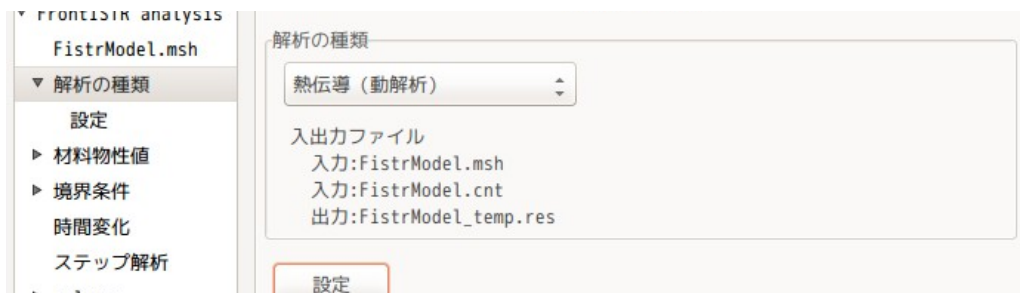 FrontISTR analysis
FistrModel.msh
解析の種類
設定
材料物性値
境界条件
時間変化
ステップ解析
解析の種類
熱伝導（動解析）
入出力ファイル
入力:FistrModel.msh
入力:FistrModel.cnt
出力:FistrModel_temp.res
設定